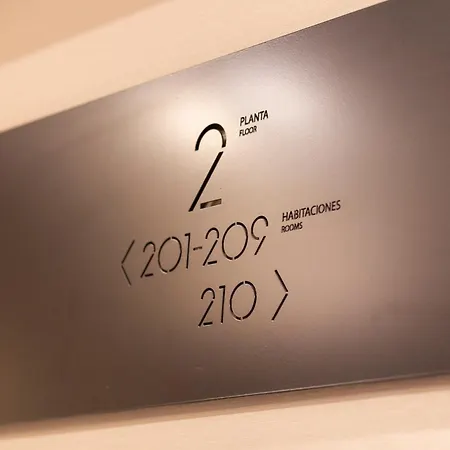 2 PLANTA
FLOOR
< 201-209 HABITACIONES
ROOMS
210 >